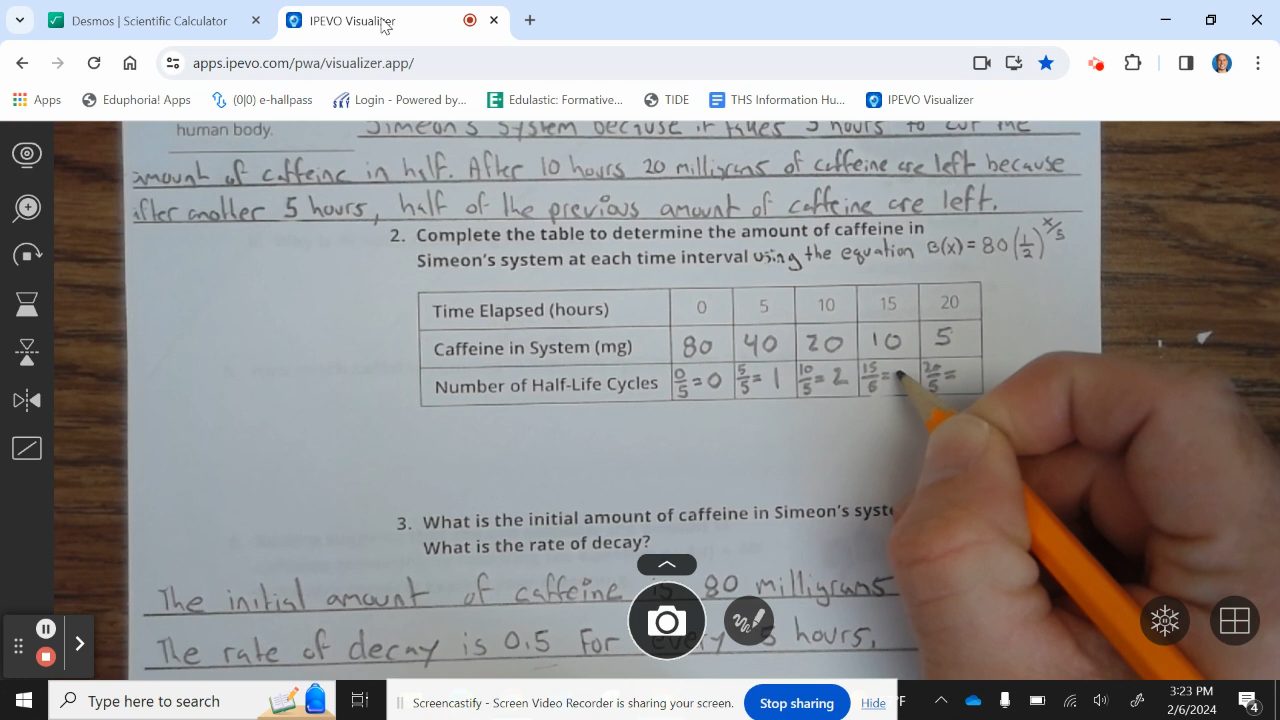 Desmos | Scientific Calculator
IPEVO Visualizer
apps.ipevo.com/pwa/visualizer.app/
Apps
Eduphoria! Apps
(0|0) e-hallpass
Login - Powered by...
Edulastic: Formative...
TIDE
THS Information Hu...
IPEVO Visualizer
human body.
Simeon's system because it takes 5 hours to cut the
amount of caffeine in half. After 10 hours 20 milligrans of caffeine are left because
after another 5 hours, half of the previous amount of caffeine are left.
2. Complete the table to determine the amount of caffeine in
Simeon's system at each time interval using the equation B(x) = 80(1/2)^x/5
Time Elapsed (hours) 0 5 10 15 20
Caffeine in System (mg) 80 40 20 10 5
Number of Half-Life Cycles 0/5 = 0 5/5 = 1 10/5 = 2 15/5 = 20/5 =
3. What is the initial amount of caffeine in Simeon's syste
What is the rate of decay?
The initial amount of caffeine is 80 milligrans
The rate of decay is 0.5 for every 5 hours.
Type here to search
Screencastify - Screen Video Recorder is sharing your screen.
Stop sharing
Hide
°F
3:23 PM
2/6/2024
4